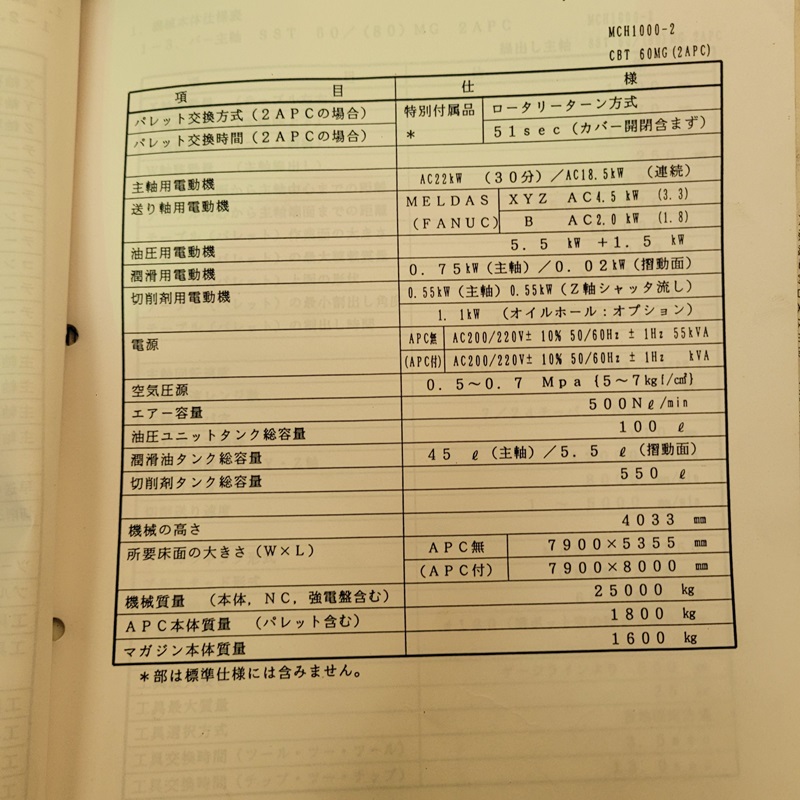 MCH1000-2
CBT 60MG(2APC)
項 目 仕 様
パレット交換方式(2APCの場合) 特別付属品 ロータリーターン方式
パレット交換時間(2APCの場合) * 51sec(カバー開閉含まず)
主軸用電動機 AC22kW (30分)/AC18.5kW (連続)
送り軸用電動機 MELDAS XYZ AC4.5 kW (3.3)
(FANUC) B AC2.0 kW (1.8)
油圧用電動機 5.5 kW +1.5 kW
潤滑用電動機 0.75kW(主軸)/0.02kW(摺動面)
切削剤用電動機 0.55kW(主軸)0.55kW(Z軸シャッタ流し)
1.1kW (オイルホール:オプション)
電源 APC無 AC200/220V± 10% 50/60Hz ± 1Hz 55kVA
(APC付) AC200/220V± 10% 50/60Hz ± 1Hz kVA
空気圧源 0.5~0.7 Mpa {5~7kgf/c㎡}
エアー容量 500Nℓ/min
油圧ユニットタンク総容量 100 ℓ
潤滑油タンク総容量 45 ℓ(主軸)/5.5 ℓ(摺動面)
切削剤タンク総容量 550 ℓ
機械の高さ 4033 mm
所要床面の大きさ(W×L) APC無 7900×5355 mm
(APC付) 7900×8000 mm
機械質量 (本体,NC,強電盤含む) 25000 kg
APC本体質量 (パレット含む) 1800 kg
マガジン本体質量 1600 kg
*部は標準仕様には含みません。